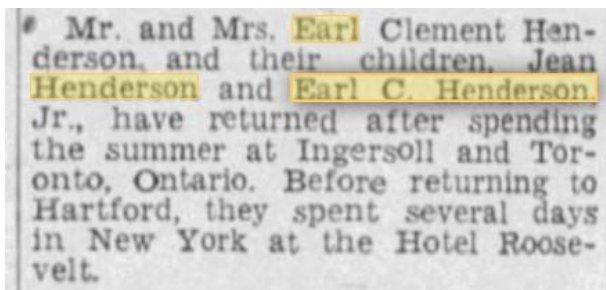 Mr. and Mrs. Earl Clement Hen-
derson, and their children, Jean
Henderson and Earl C. Henderson,
Jr., have returned after spending
the summer at Ingersoll and Tor-
onto, Ontario. Before returning to
Hartford, they spent several days
in New York at the Hotel Roose-
velt.